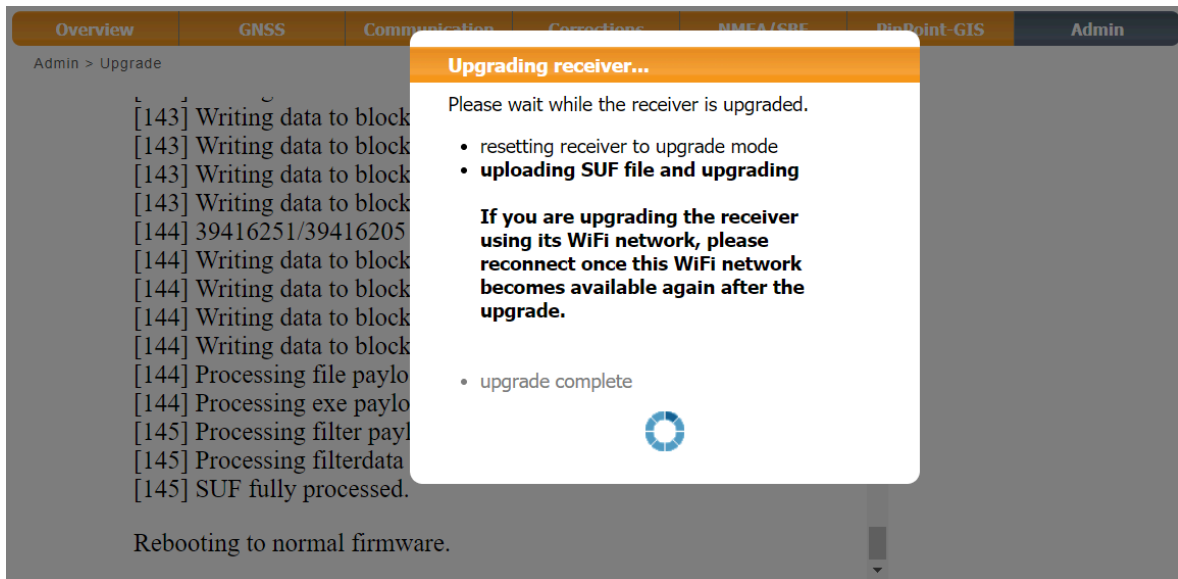 Overview GNSS Communication Corrections NMEA/SBF PinPoint-GIS Admin
Admin > Upgrade
[143] Writing data to block
[143] Writing data to block
[143] Writing data to block
[143] Writing data to block
[144] 39416251/39416205
[144] Writing data to block
[144] Writing data to block
[144] Writing data to block
[144] Writing data to block
[144] Processing file paylo
[144] Processing exe paylo
[145] Processing filter payl
[145] Processing filterdata
[145] SUF fully processed.
Rebooting to normal firmware.
Upgrading receiver...
Please wait while the receiver is upgraded.
• resetting receiver to upgrade mode
• uploading SUF file and upgrading
If you are upgrading the receiver
using its WiFi network, please
reconnect once this WiFi network
becomes available again after the
upgrade.
• upgrade complete